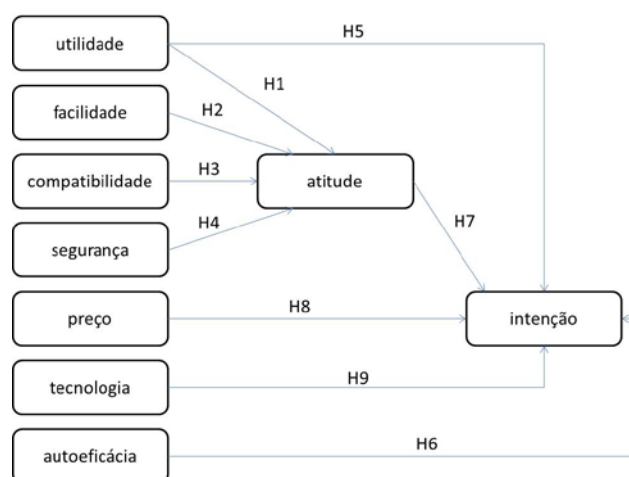 utilidade
H5
H1
facilidade
H2
compatibilidade
H3
atitude
segurança
H4
H7
preço
H8
intenção
tecnologia
H9
autoeficácia
H6